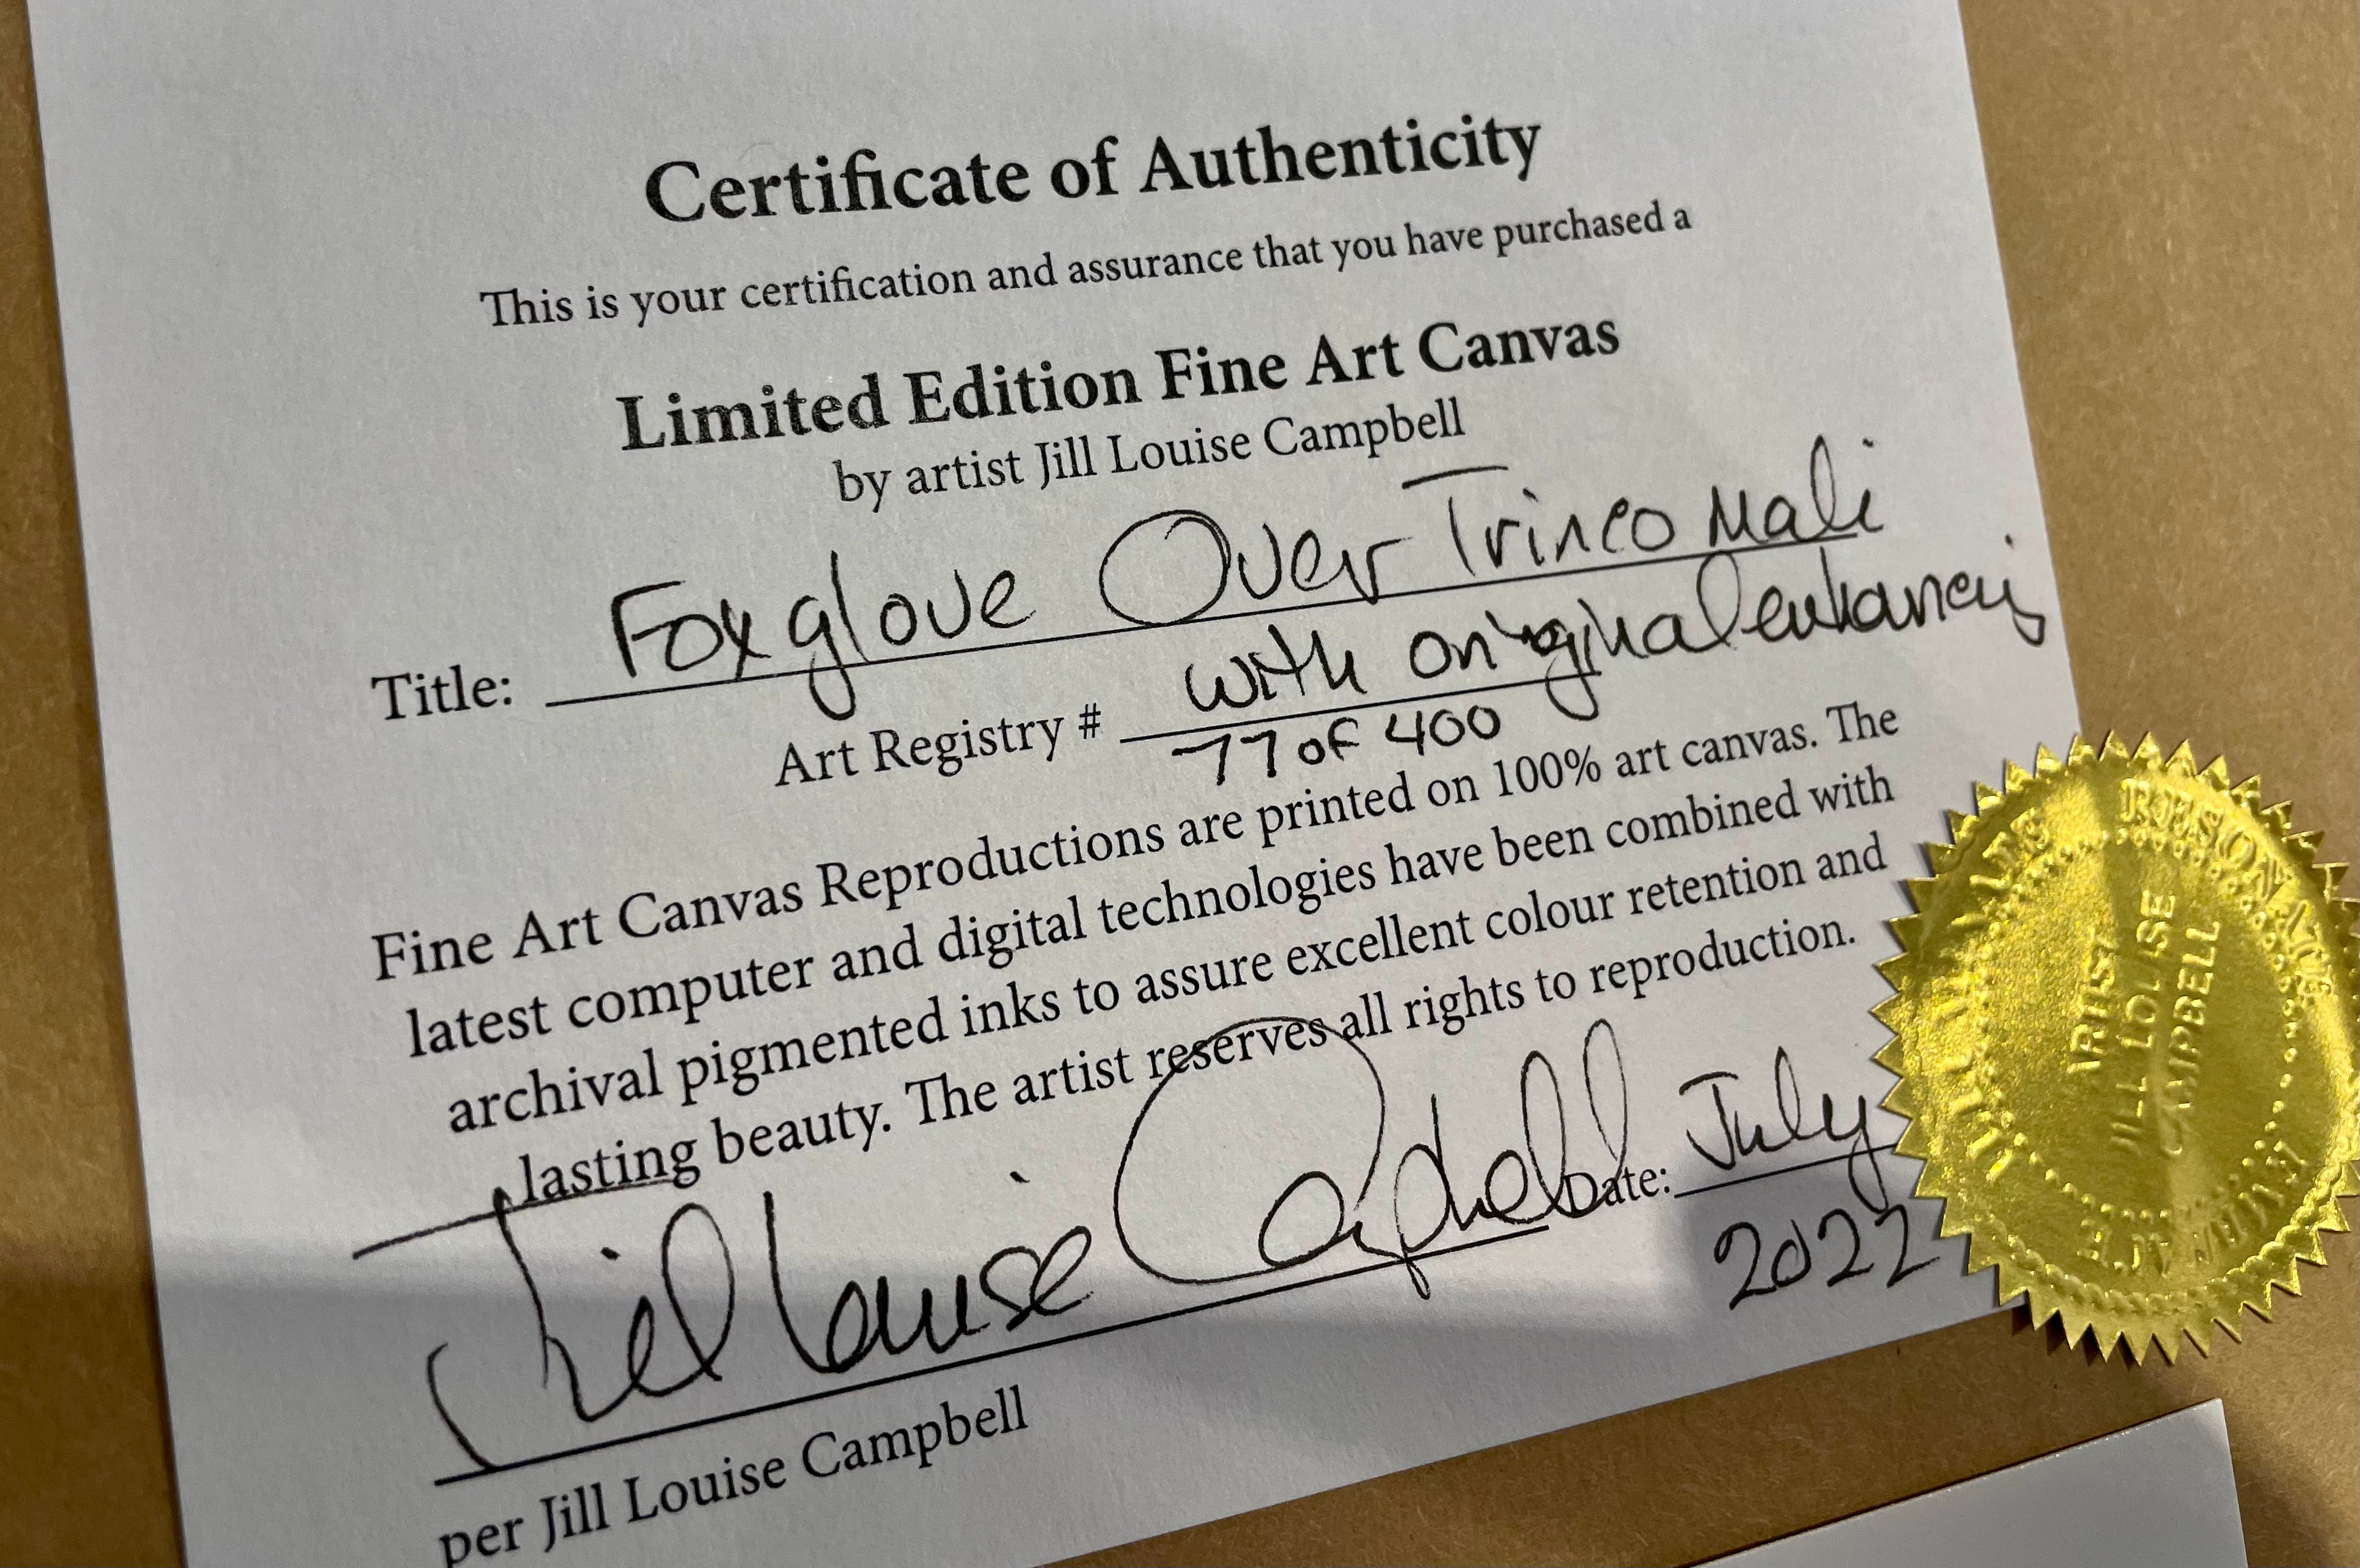 Certificate of Authenticity
This is your certification and assurance that you have purchased a
Limited Edition Fine Art Canvas
by artist Jill Louise Campbell
Title: Foxglove Over Trincomali
Art Registry # with original
77 of 400
Fine Art Canvas Reproductions are printed on 100% art canvas. The
latest computer and digital technologies have been combined with
archival pigmented inks to assure excellent colour retention and
lasting beauty. The artist reserves all rights to reproduction.
Jill Louise Campbell Date: July
2022
per Jill Louise Campbell
RESONATE
ARTIST
JILL LOUISE
CAMPBELL